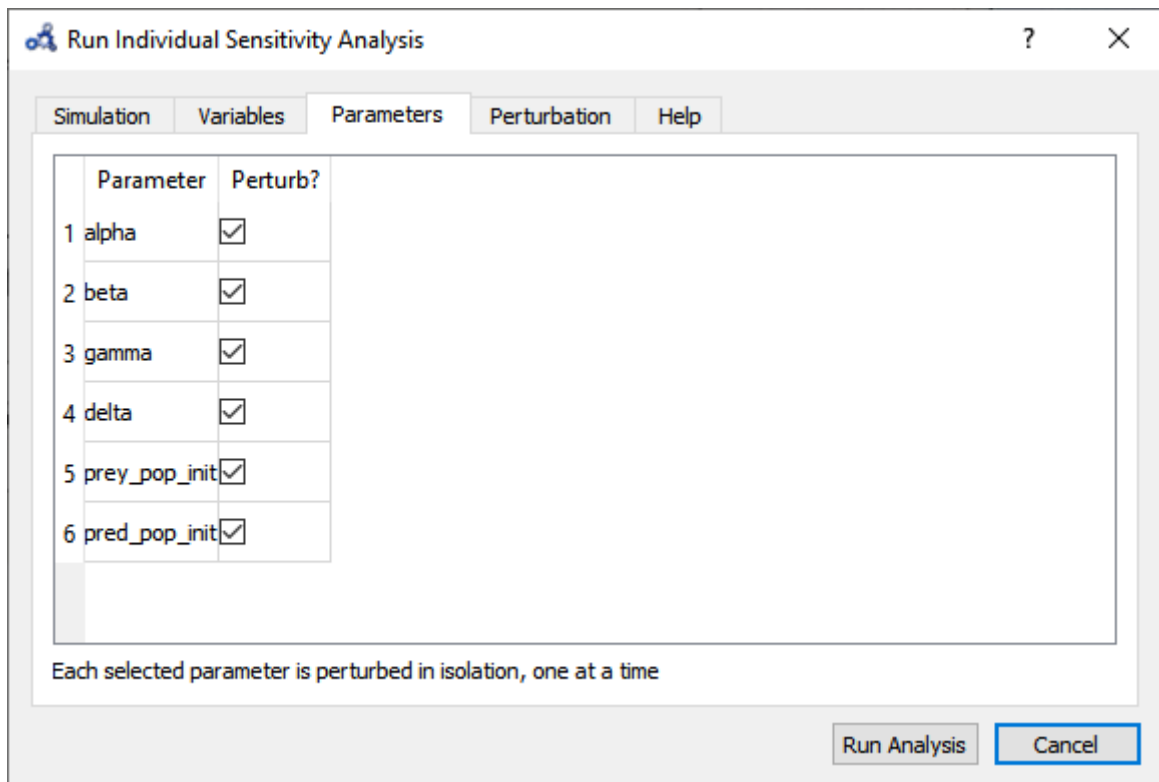 Run Individual Sensitivity Analysis ?
Simulation Variables Parameters Perturbation Help
Parameter Perturb?
1 alpha
2 beta
3 gamma
4 delta
5 prey_pop_init
6 pred_pop_init
Each selected parameter is perturbed in isolation, one at a time
Run Analysis Cancel